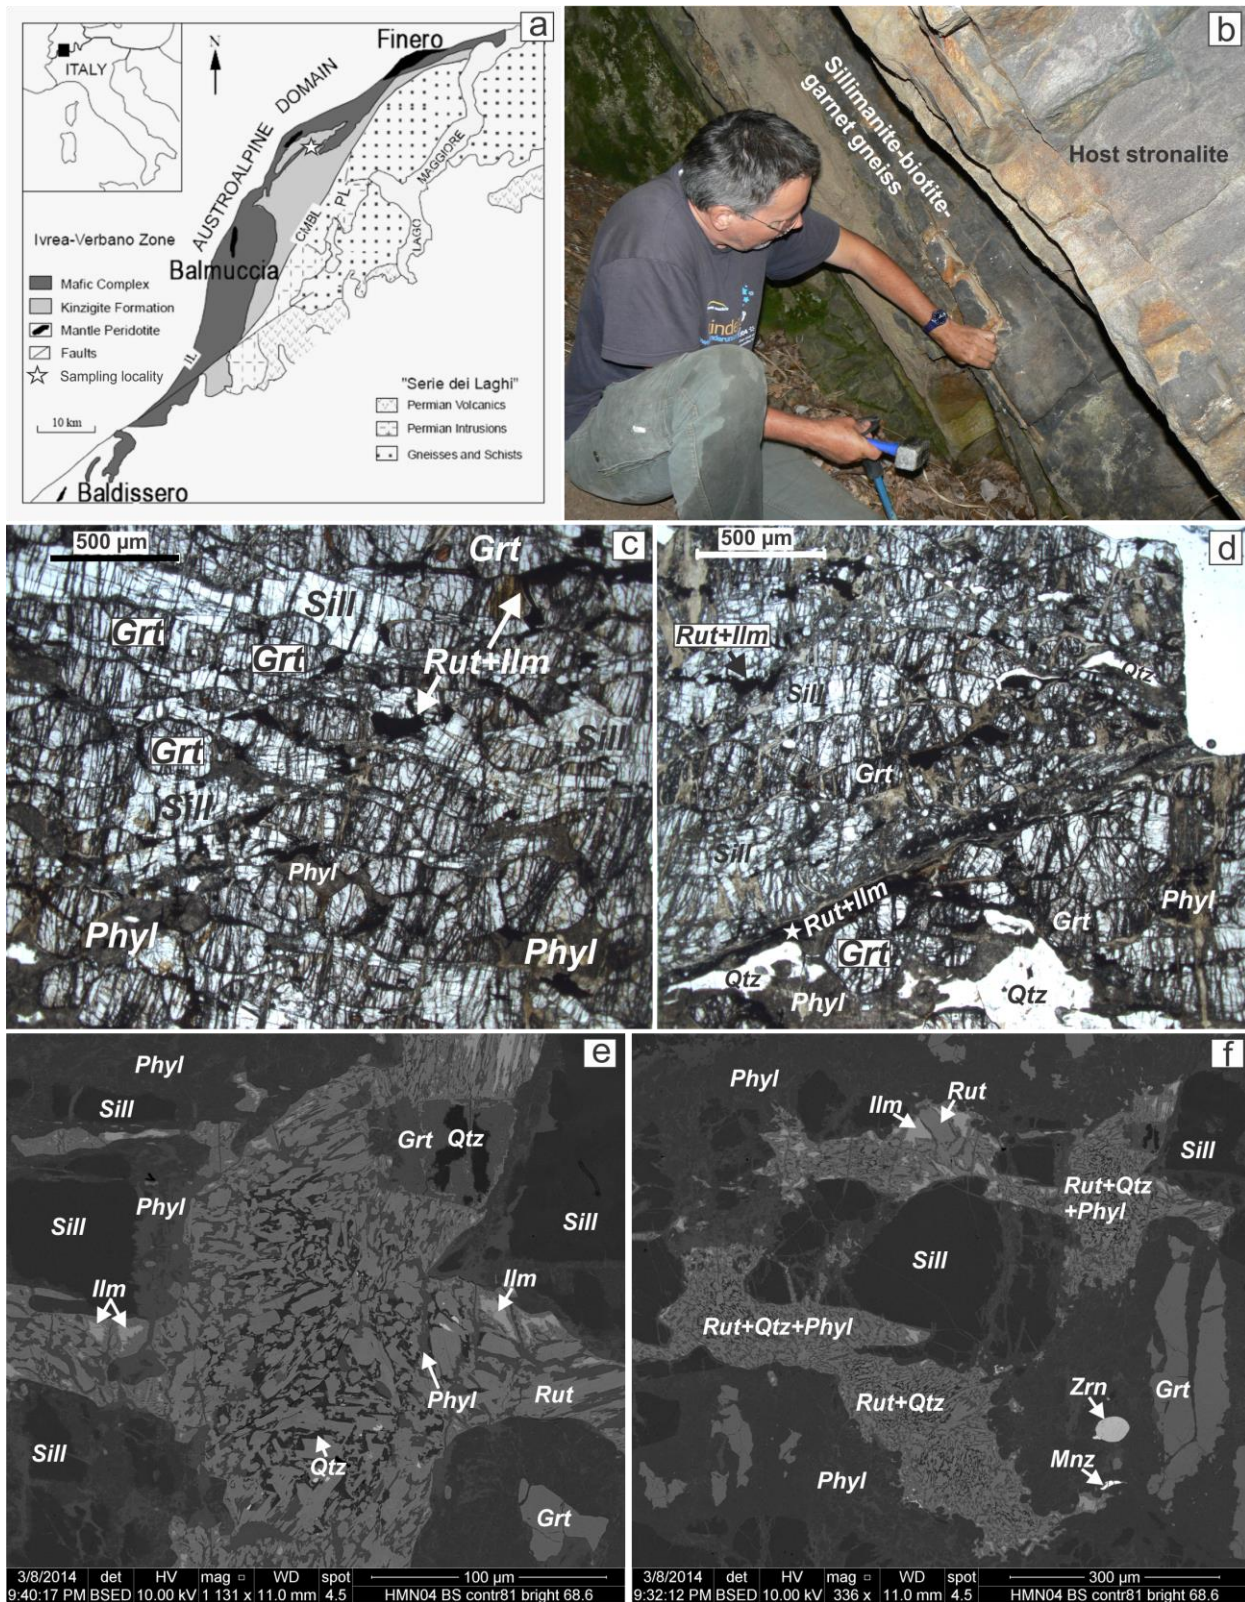 a
ITALY
N
Finero
AUSTROALPINE DOMAIN
MAGGIORE
LAGO
CMBL
PL
IL
Ivrea-Verbano Zone
Mafic Complex
Kinzigite Formation
Mantle Peridotite
Faults
Sampling locality
Balmuccia
10 km
Baldissero
"Serie dei Laghi"
Permian Volcanics
Permian Intrusions
Gneisses and Schists
b
Sillimanite-biotite-
garnet gneiss
Host stronalite
c
500 µm
Grt
Sill
Grt
Grt
Rut+Ilm
Grt
Sill
Sill
Phyl
Phyl
Phyl
d
500 µm
Rut+Ilm
Qtz
Sill
Grt
Sill
Rut+Ilm
Phyl
Grt
Grt
Qtz
Qtz
Phyl
e
Phyl
Sill
Grt
Qtz
Phyl
Sill
Sill
Ilm
Ilm
Phyl
Rut
Sill
Qtz
Grt
3/8/2014 det HV mag □ WD spot 100 µm
9:40:17 PM BSED 10.00 kV 1 131 x 11.0 mm 4.5 HMN04 BS contr81 bright 68.6
f
Phyl
Ilm
Rut
Sill
Rut+Qtz
+Phyl
Sill
Rut+Qtz+Phyl
Rut+Qtz
Zrn
Grt
Mnz
Phyl
3/8/2014 det HV mag □ WD spot 300 µm
9:32:12 PM BSED 10.00 kV 336 x 11.0 mm 4.5 HMN04 BS contr81 bright 68.6